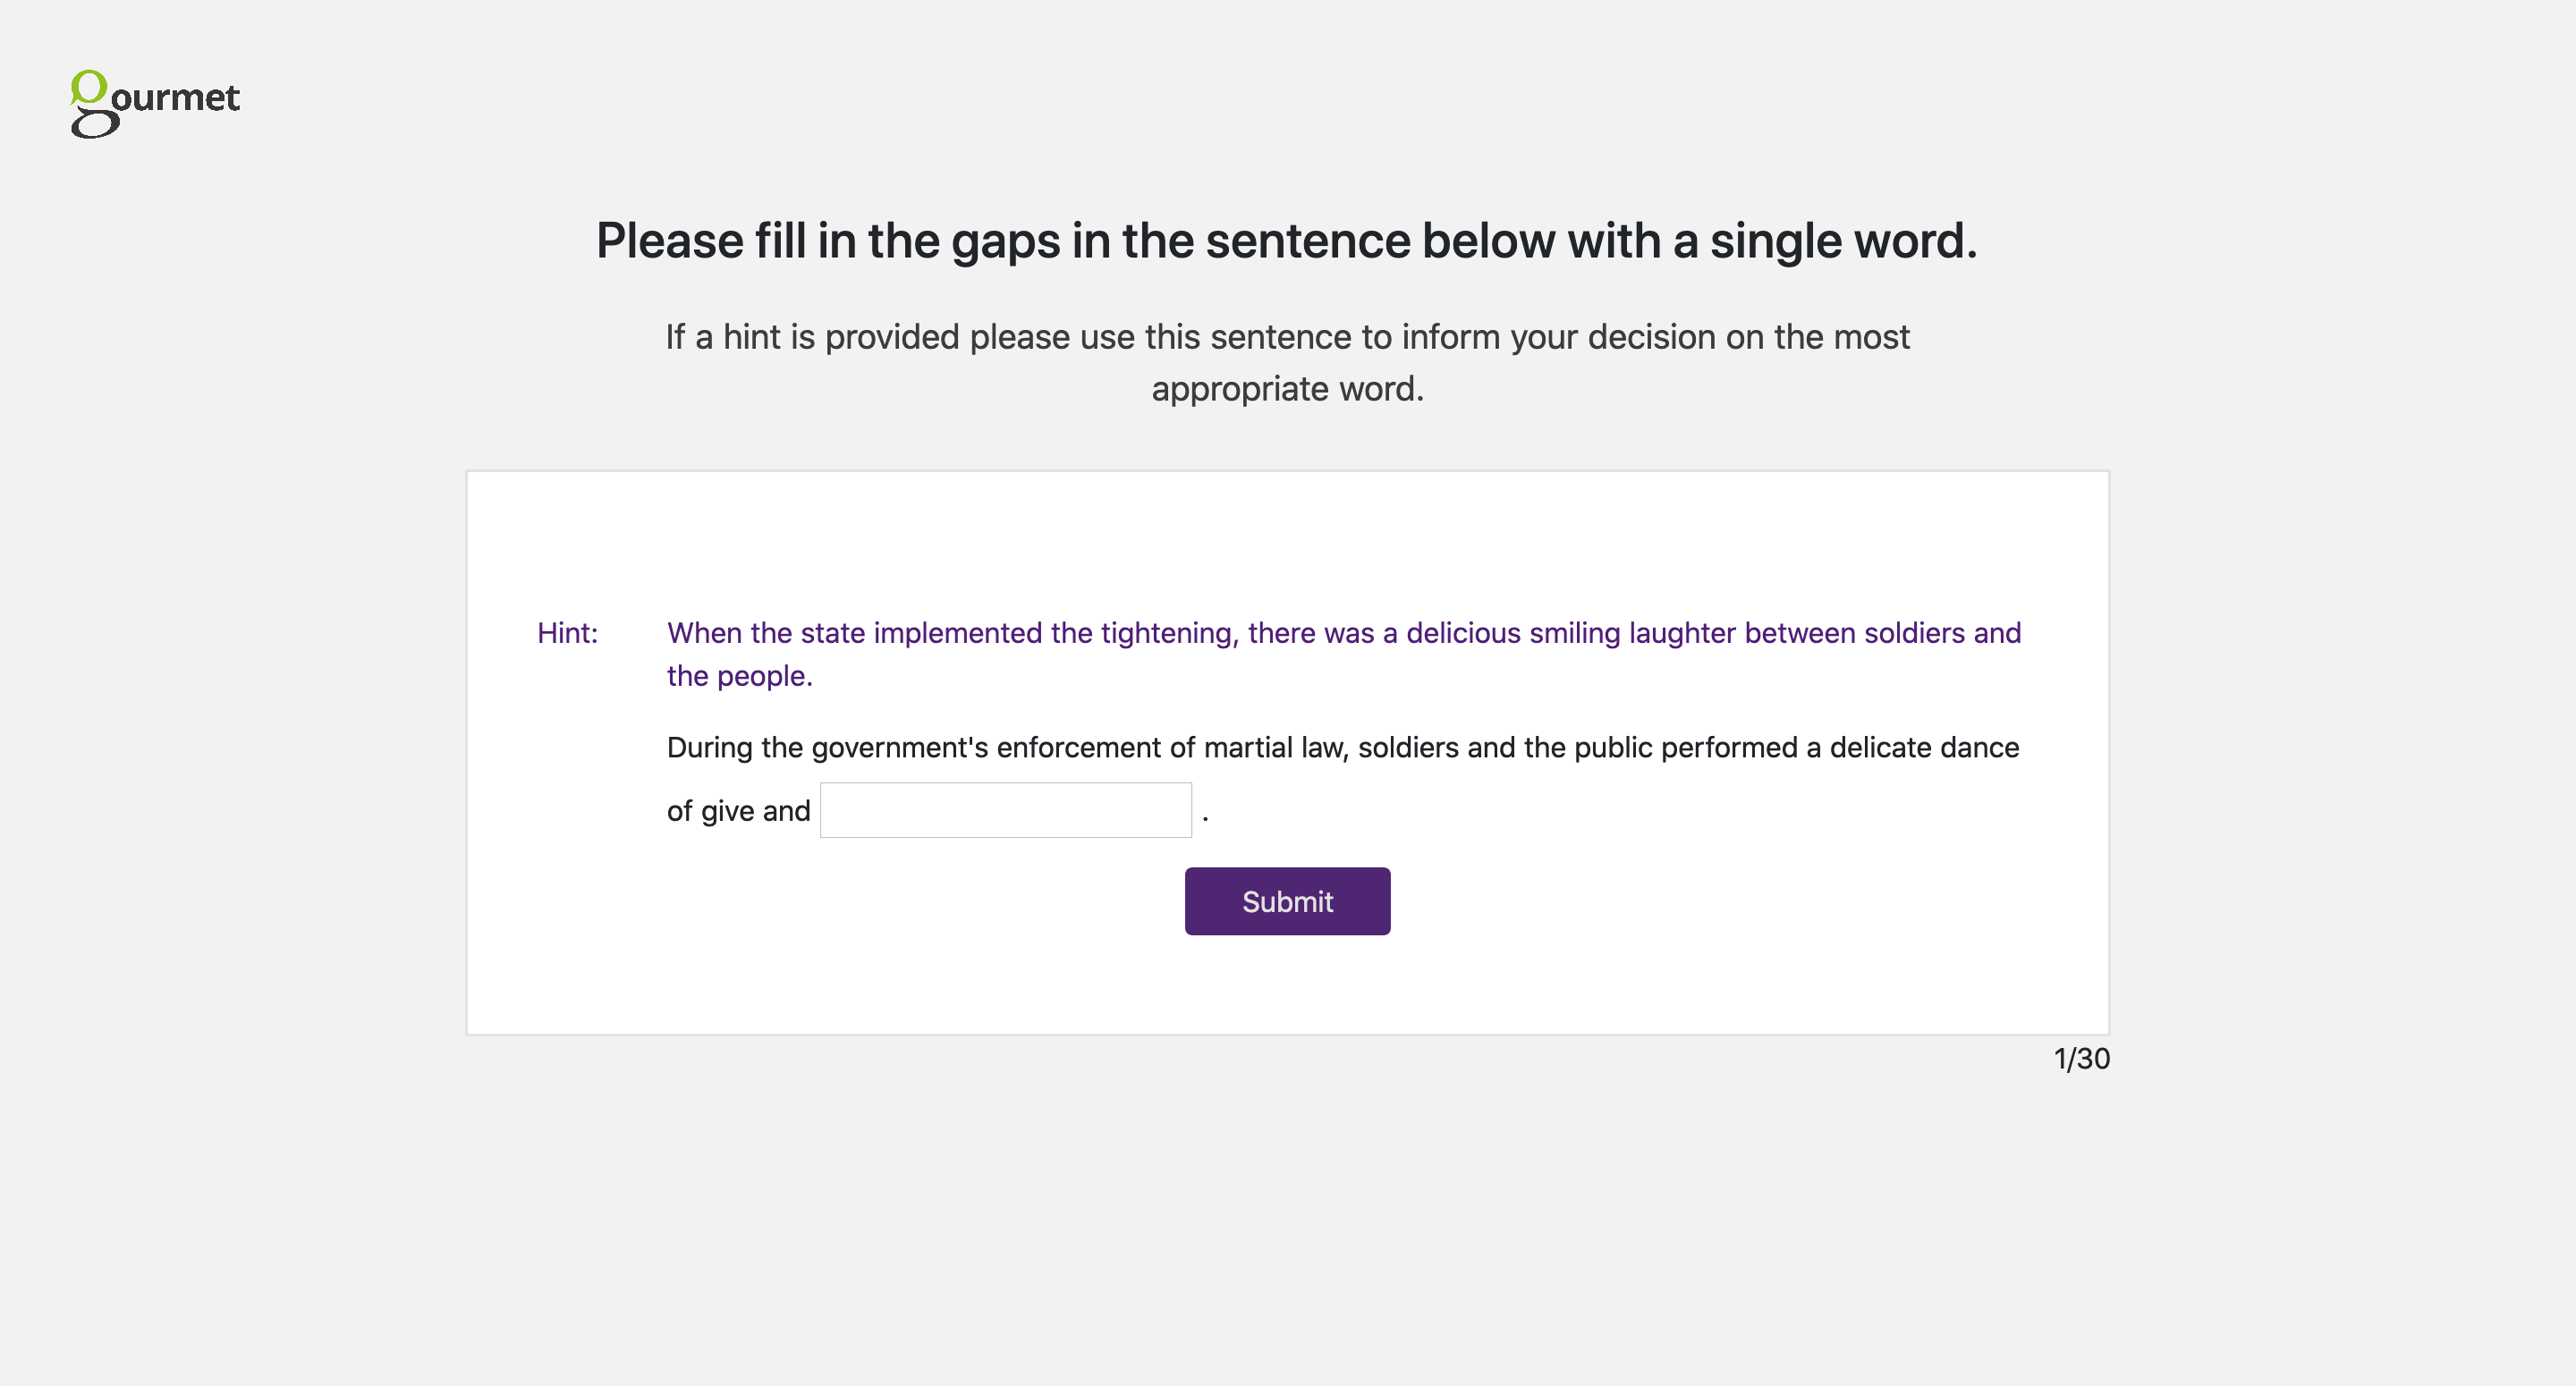 gourmet
Please fill in the gaps in the sentence below with a single word.
If a hint is provided please use this sentence to inform your decision on the most
appropriate word.
Hint: When the state implemented the tightening, there was a delicious smiling laughter between soldiers and
the people.
During the government's enforcement of martial law, soldiers and the public performed a delicate dance
of give and .
Submit
1/30